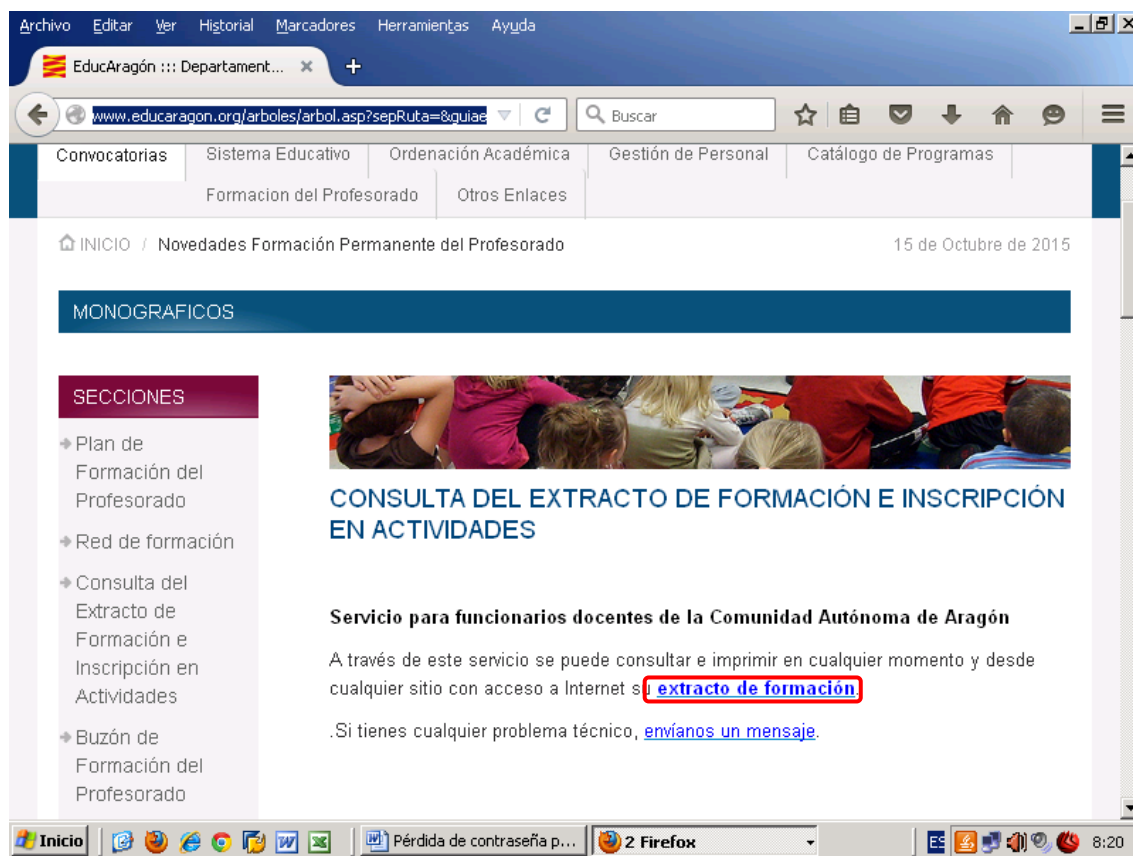 Archivo Editar Ver Historial Marcadores Herramientas Ayuda
EducAragón ::: Departament...
www.educaragon.org/arboles/arbol.asp?sepRuta=&guiae
Buscar
Convocatorias Sistema Educativo Ordenación Académica Gestión de Personal Catálogo de Programas
Formacion del Profesorado Otros Enlaces
INICIO / Novedades Formación Permanente del Profesorado 15 de Octubre de 2015
MONOGRAFICOS
SECCIONES
Plan de
Formación del
Profesorado
Red de formación
Consulta del
Extracto de
Formación e
Inscripción en
Actividades
Buzón de
Formación del
Profesorado
CONSULTA DEL EXTRACTO DE FORMACIÓN E INSCRIPCIÓN
EN ACTIVIDADES
Servicio para funcionarios docentes de la Comunidad Autónoma de Aragón
A través de este servicio se puede consultar e imprimir en cualquier momento y desde
cualquier sitio con acceso a Internet su extracto de formación.
.Si tienes cualquier problema técnico, envíanos un mensaje.
Inicio Pérdida de contraseña p... 2 Firefox ES 8:20